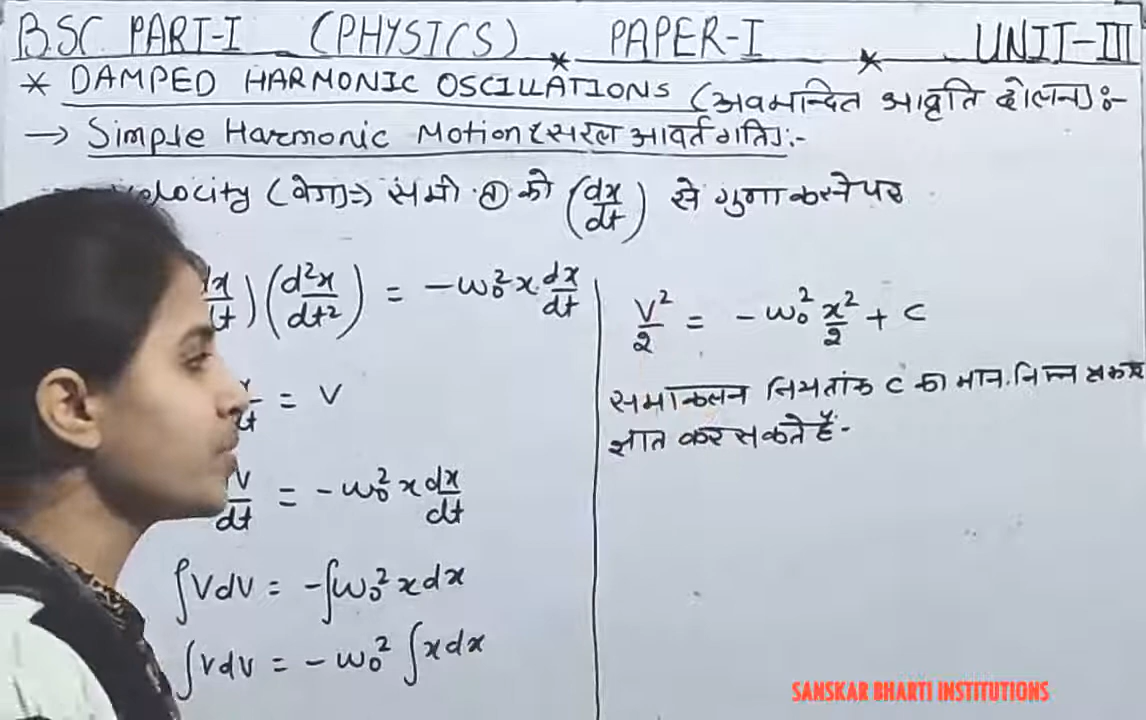 BSC PART-I (PHYSICS) PAPER-I UNIT-III
* DAMPED HARMONIC OSCILLATIONS (अवमन्दित आवृति दोलन):-
→ Simple Harmonic Motion (सरल आवर्त गति):-
locity (वेग) ⇒ समी ① को (dx/dt) से गुणा करने पर
(d²x/dt²) = -ω₀² x dx/dt
= V
V/dt = -ω₀² x dx/dt
∫VdV = -∫ω₀² x dx
∫VdV = -ω₀² ∫x dx
V²/2 = -ω₀² x²/2 + C
समाकलन नियतांक C का मान निम्न
ज्ञात कर सकते हैं-
SANSKAR BHARTI INSTITUTIONS